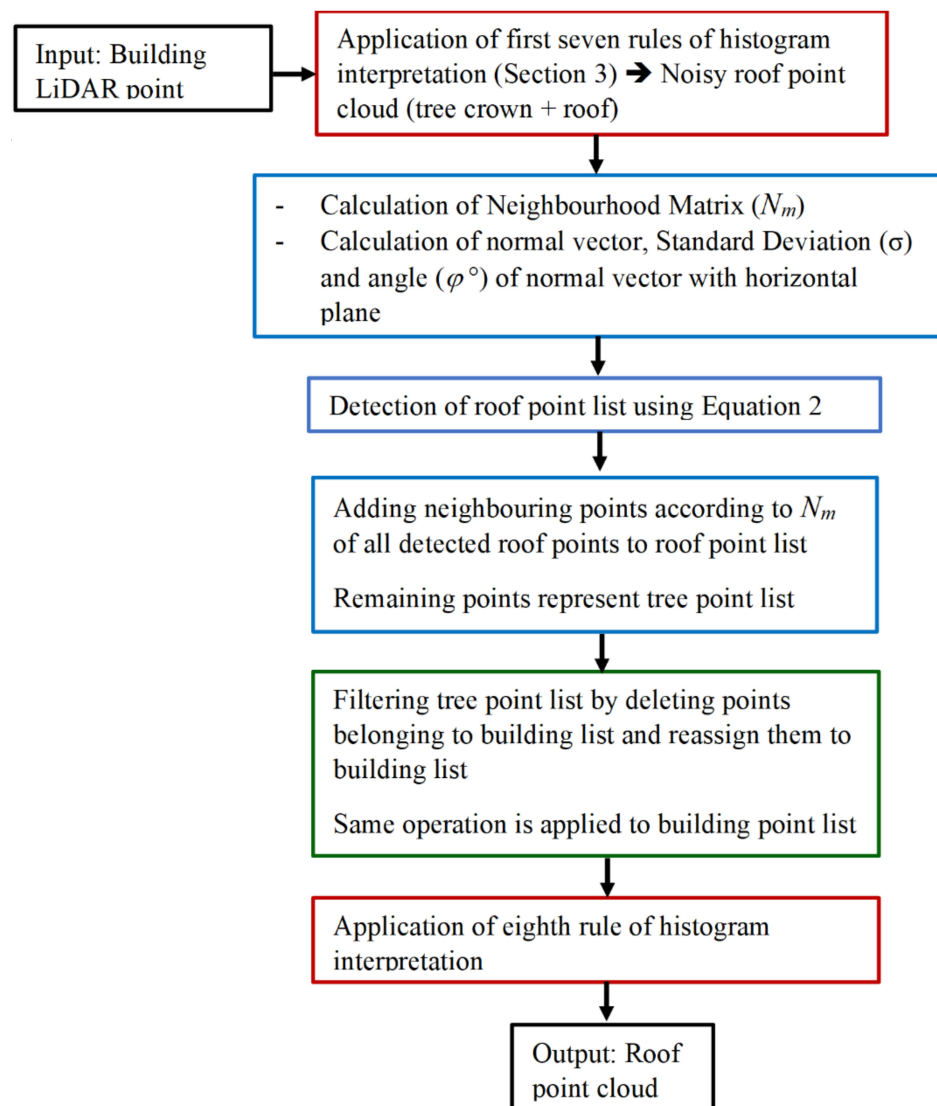 Input: Building
LiDAR point
Application of first seven rules of histogram
interpretation (Section 3) ➔ Noisy roof point
cloud (tree crown + roof)
- Calculation of Neighbourhood Matrix (Nm)
- Calculation of normal vector, Standard Deviation (σ)
and angle (φ°) of normal vector with horizontal
plane
Detection of roof point list using Equation 2
Adding neighbouring points according to Nm
of all detected roof points to roof point list
Remaining points represent tree point list
Filtering tree point list by deleting points
belonging to building list and reassign them to
building list
Same operation is applied to building point list
Application of eighth rule of histogram
interpretation
Output: Roof
point cloud